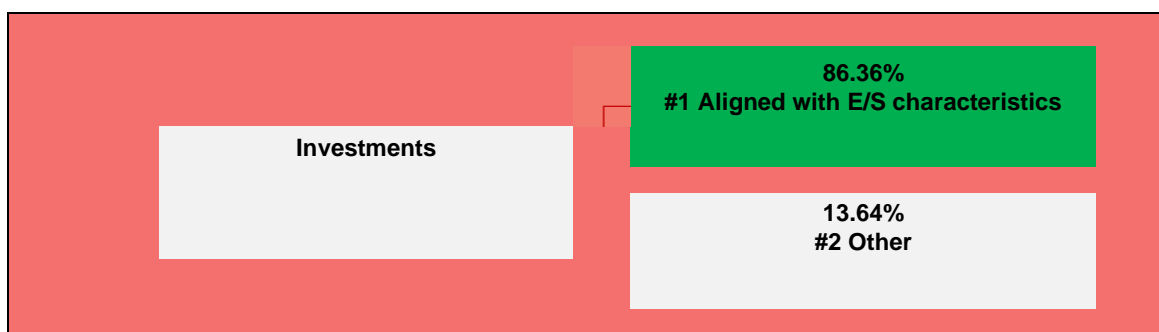 86.36%
#1 Aligned with E/S characteristics
Investments
13.64%
#2 Other